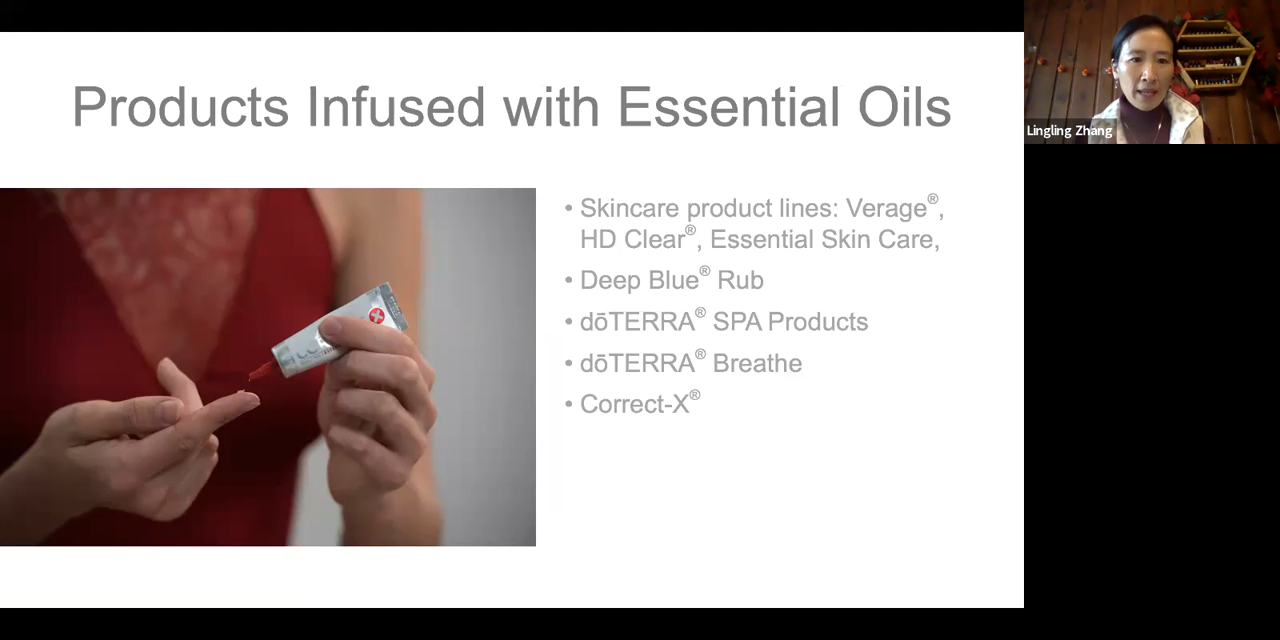 Products Infused with Essential Oils
Lingling Zhang
• Skincare product lines: Verage®,
HD Clear®, Essential Skin Care,
• Deep Blue® Rub
• dōTERRA® SPA Products
• dōTERRA® Breathe
• Correct-X®